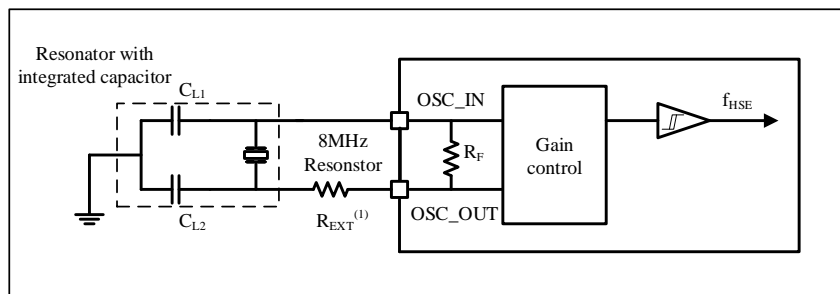 Resonator with
integrated capacitor
CL1
OSC_IN
fHSE
8MHz
Resonstor
RF
Gain
control
CL2
REXT(1)
OSC_OUT